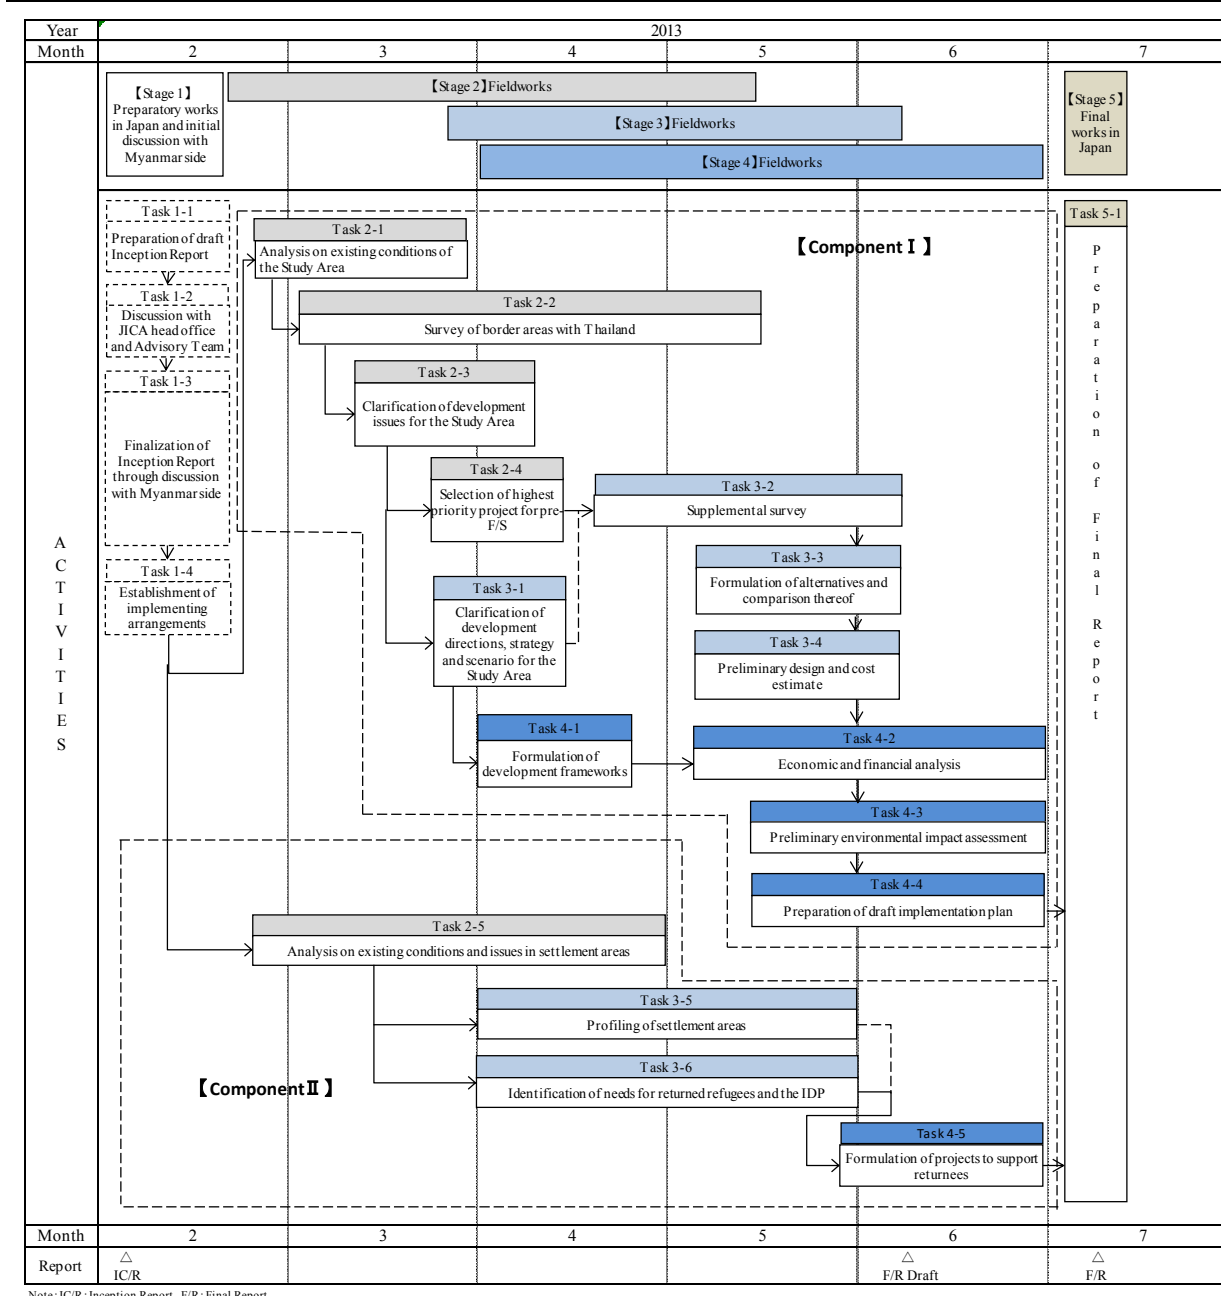 Year
2013
Month
2
3
4
5
6
7
【Stage 1】
Preparatory works
in Japan and initial
discussion with
Myanmar side
【Stage 2】Fieldworks
【Stage 3】Fieldworks
【Stage 4】Fieldworks
【Stage 5】
Final
works in
Japan
ACTIVITIES
Task 1-1
Preparation of draft
Inception Report
Task 1-2
Discussion with
JICA head office
and Advisory Team
Task 1-3
Finalization of
Inception Report
through discussion
with Myanmar side
Task 1-4
Establishment of
implementing
arrangements
【Component Ⅰ】
Task 2-1
Analysis on existing conditions of
the Study Area
Task 2-2
Survey of border areas with Thailand
Task 2-3
Clarification of development
issues for the Study Area
Task 2-4
Selection of highest
priority project for pre-
F/S
Task 3-1
Clarification of
development
directions, strategy
and scenario for the
Study Area
Task 3-2
Supplemental survey
Task 3-3
Formulation of alternatives and
comparison thereof
Task 3-4
Preliminary design and cost
estimate
Task 4-1
Formulation of
development frameworks
Task 4-2
Economic and financial analysis
Task 4-3
Preliminary environmental impact assessment
Task 4-4
Preparation of draft implementation plan
Task 5-1
Preparation of Final Report
Task 2-5
Analysis on existing conditions and issues in settlement areas
Task 3-5
Profiling of settlement areas
Task 3-6
Identification of needs for returned refugees and the IDP
【Component Ⅱ】
Task 4-5
Formulation of projects to support
returnees
Month
2
3
4
5
6
7
Report
△
IC/R
△
F/R Draft
△
F/R
Note: IC/R: Inception Report, F/R: Final Report